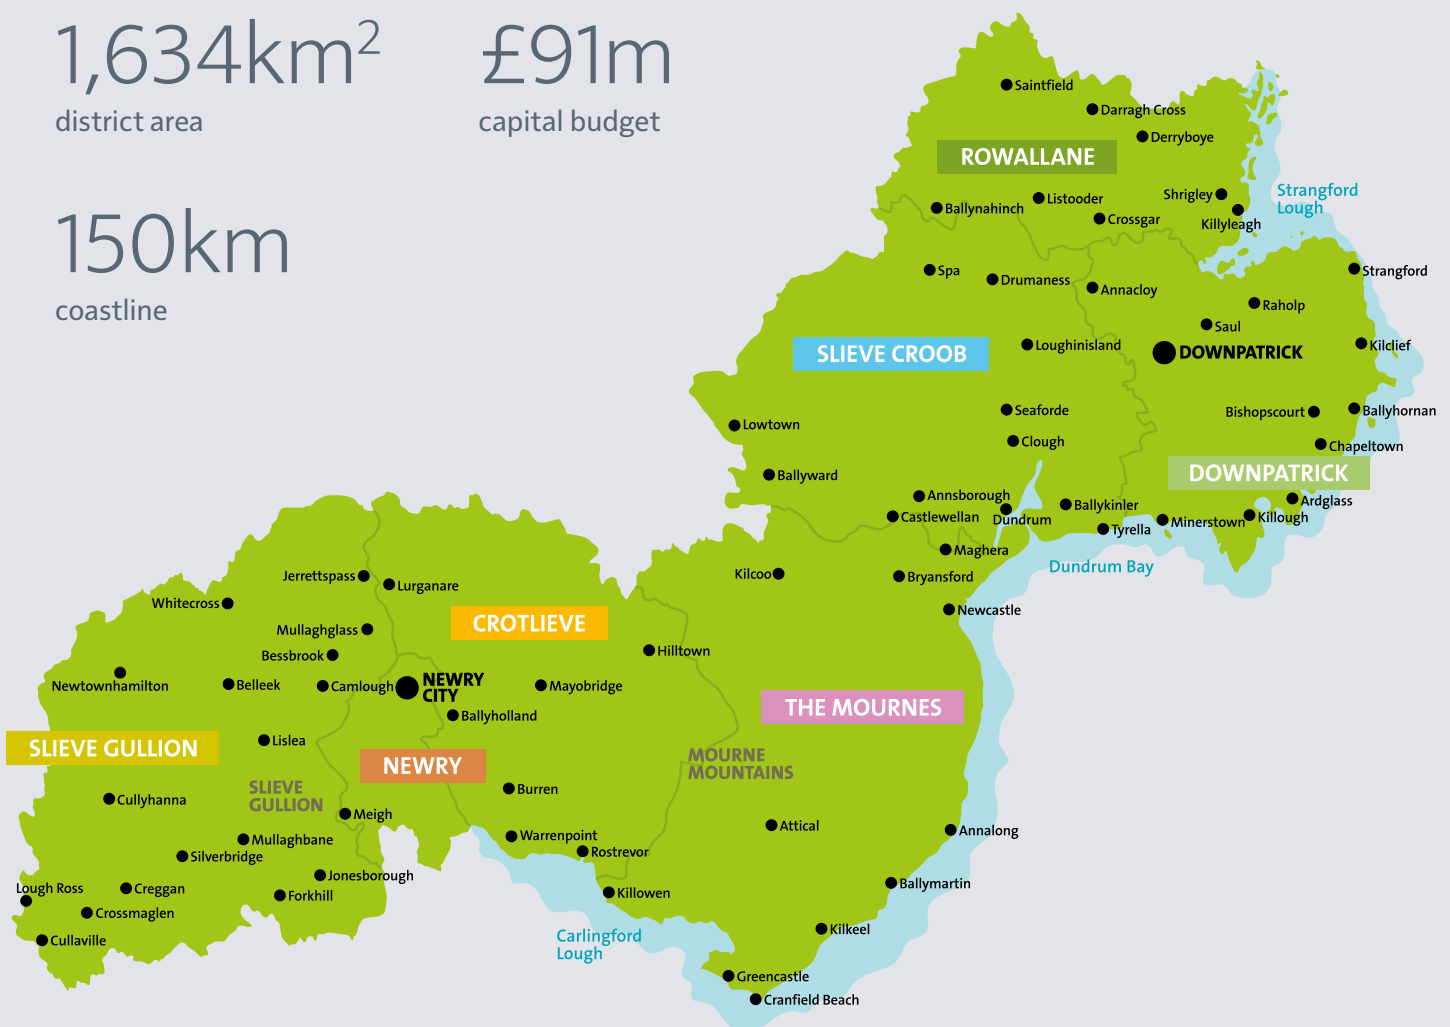 1,634km²
district area
£91m
capital budget
150km
coastline
Saintfield
Darragh Cross
Derryboye
ROWALLANE
Strangford
Lough
Shrigley
Listooder
Ballynahinch
Crossgar
Killyleagh
Spa
Drumaness
Annacloy
Strangford
Raholp
Saul
Loughinisland
DOWNPATRICK
Kilclief
SLIEVE CROOB
Seaforde
Bishopscourt
Ballyhornan
Lowtown
Clough
Chapeltown
Ballyward
DOWNPATRICK
Annsborough
Ardglass
Ballykinler
Castlewellan
Dundrum
Minerstown
Killough
Tyrella
Maghera
Dundrum Bay
Kilcoo
Bryansford
Jerrettspass
Lurganare
Whitecross
Newcastle
CROTLIEVE
Mullaghglass
Bessbrook
Hilltown
Newtownhamilton
Belleek
Camlough
NEWRY
CITY
Mayobridge
THE MOURNES
Ballyholland
Lislea
SLIEVE GULLION
NEWRY
MOURNE
MOUNTAINS
SLIEVE
GULLION
Burren
Cullyhanna
Meigh
Attical
Annalong
Mullaghbane
Warrenpoint
Silverbridge
Rostrevor
Jonesborough
Ballymartin
Lough Ross
Creggan
Forkhill
Killowen
Crossmaglen
Kilkeel
Cullaville
Carlingford
Lough
Greencastle
Cranfield Beach